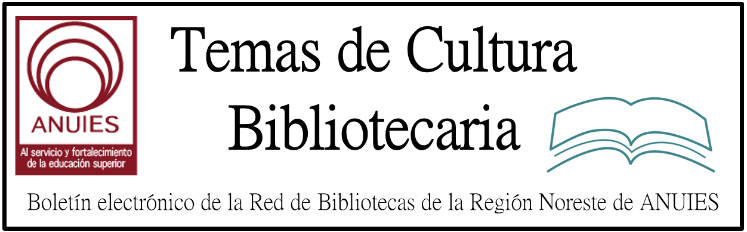 ANUIES
Al servicio y fortalecimiento
de la educación superior
Temas de Cultura
Bibliotecaria
Boletín electrónico de la Red de Bibliotecas de la Región Noreste de ANUIES